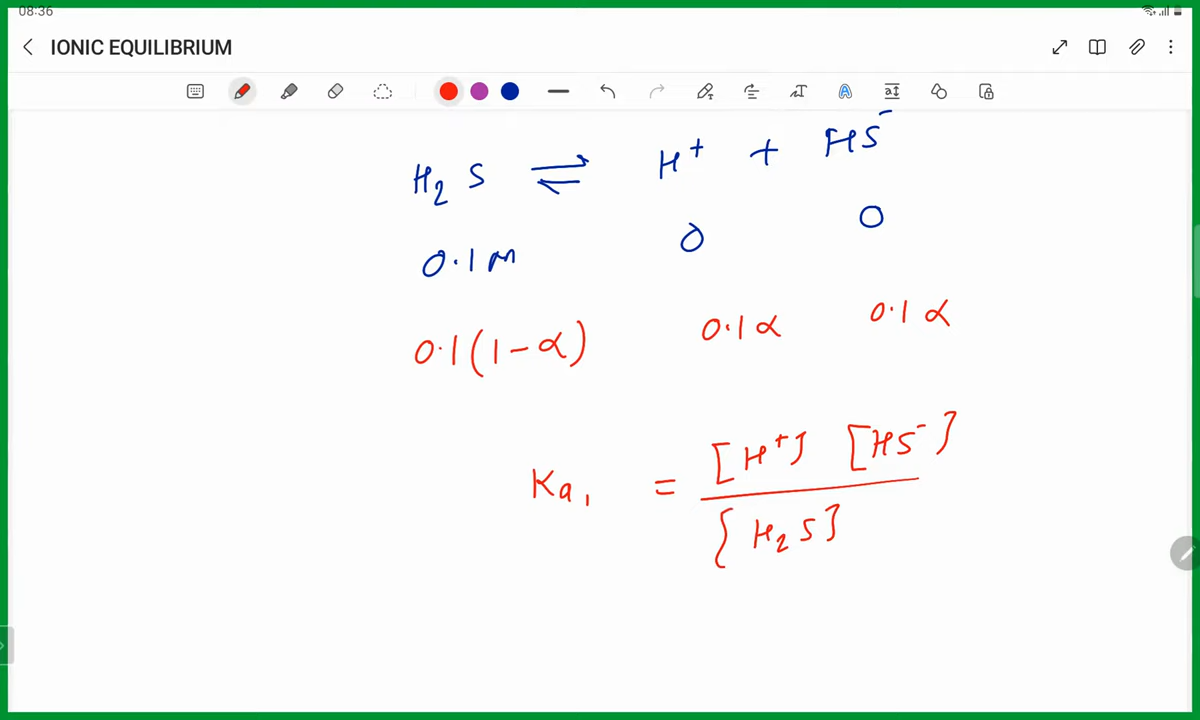 08:36
IONIC EQUILIBRIUM
H₂S ⇌ H⁺ + HS⁻
0.1M 0 0
0.1(1-α) 0.1α 0.1α
Ka₁ = [H⁺] [HS⁻]
[H₂S]